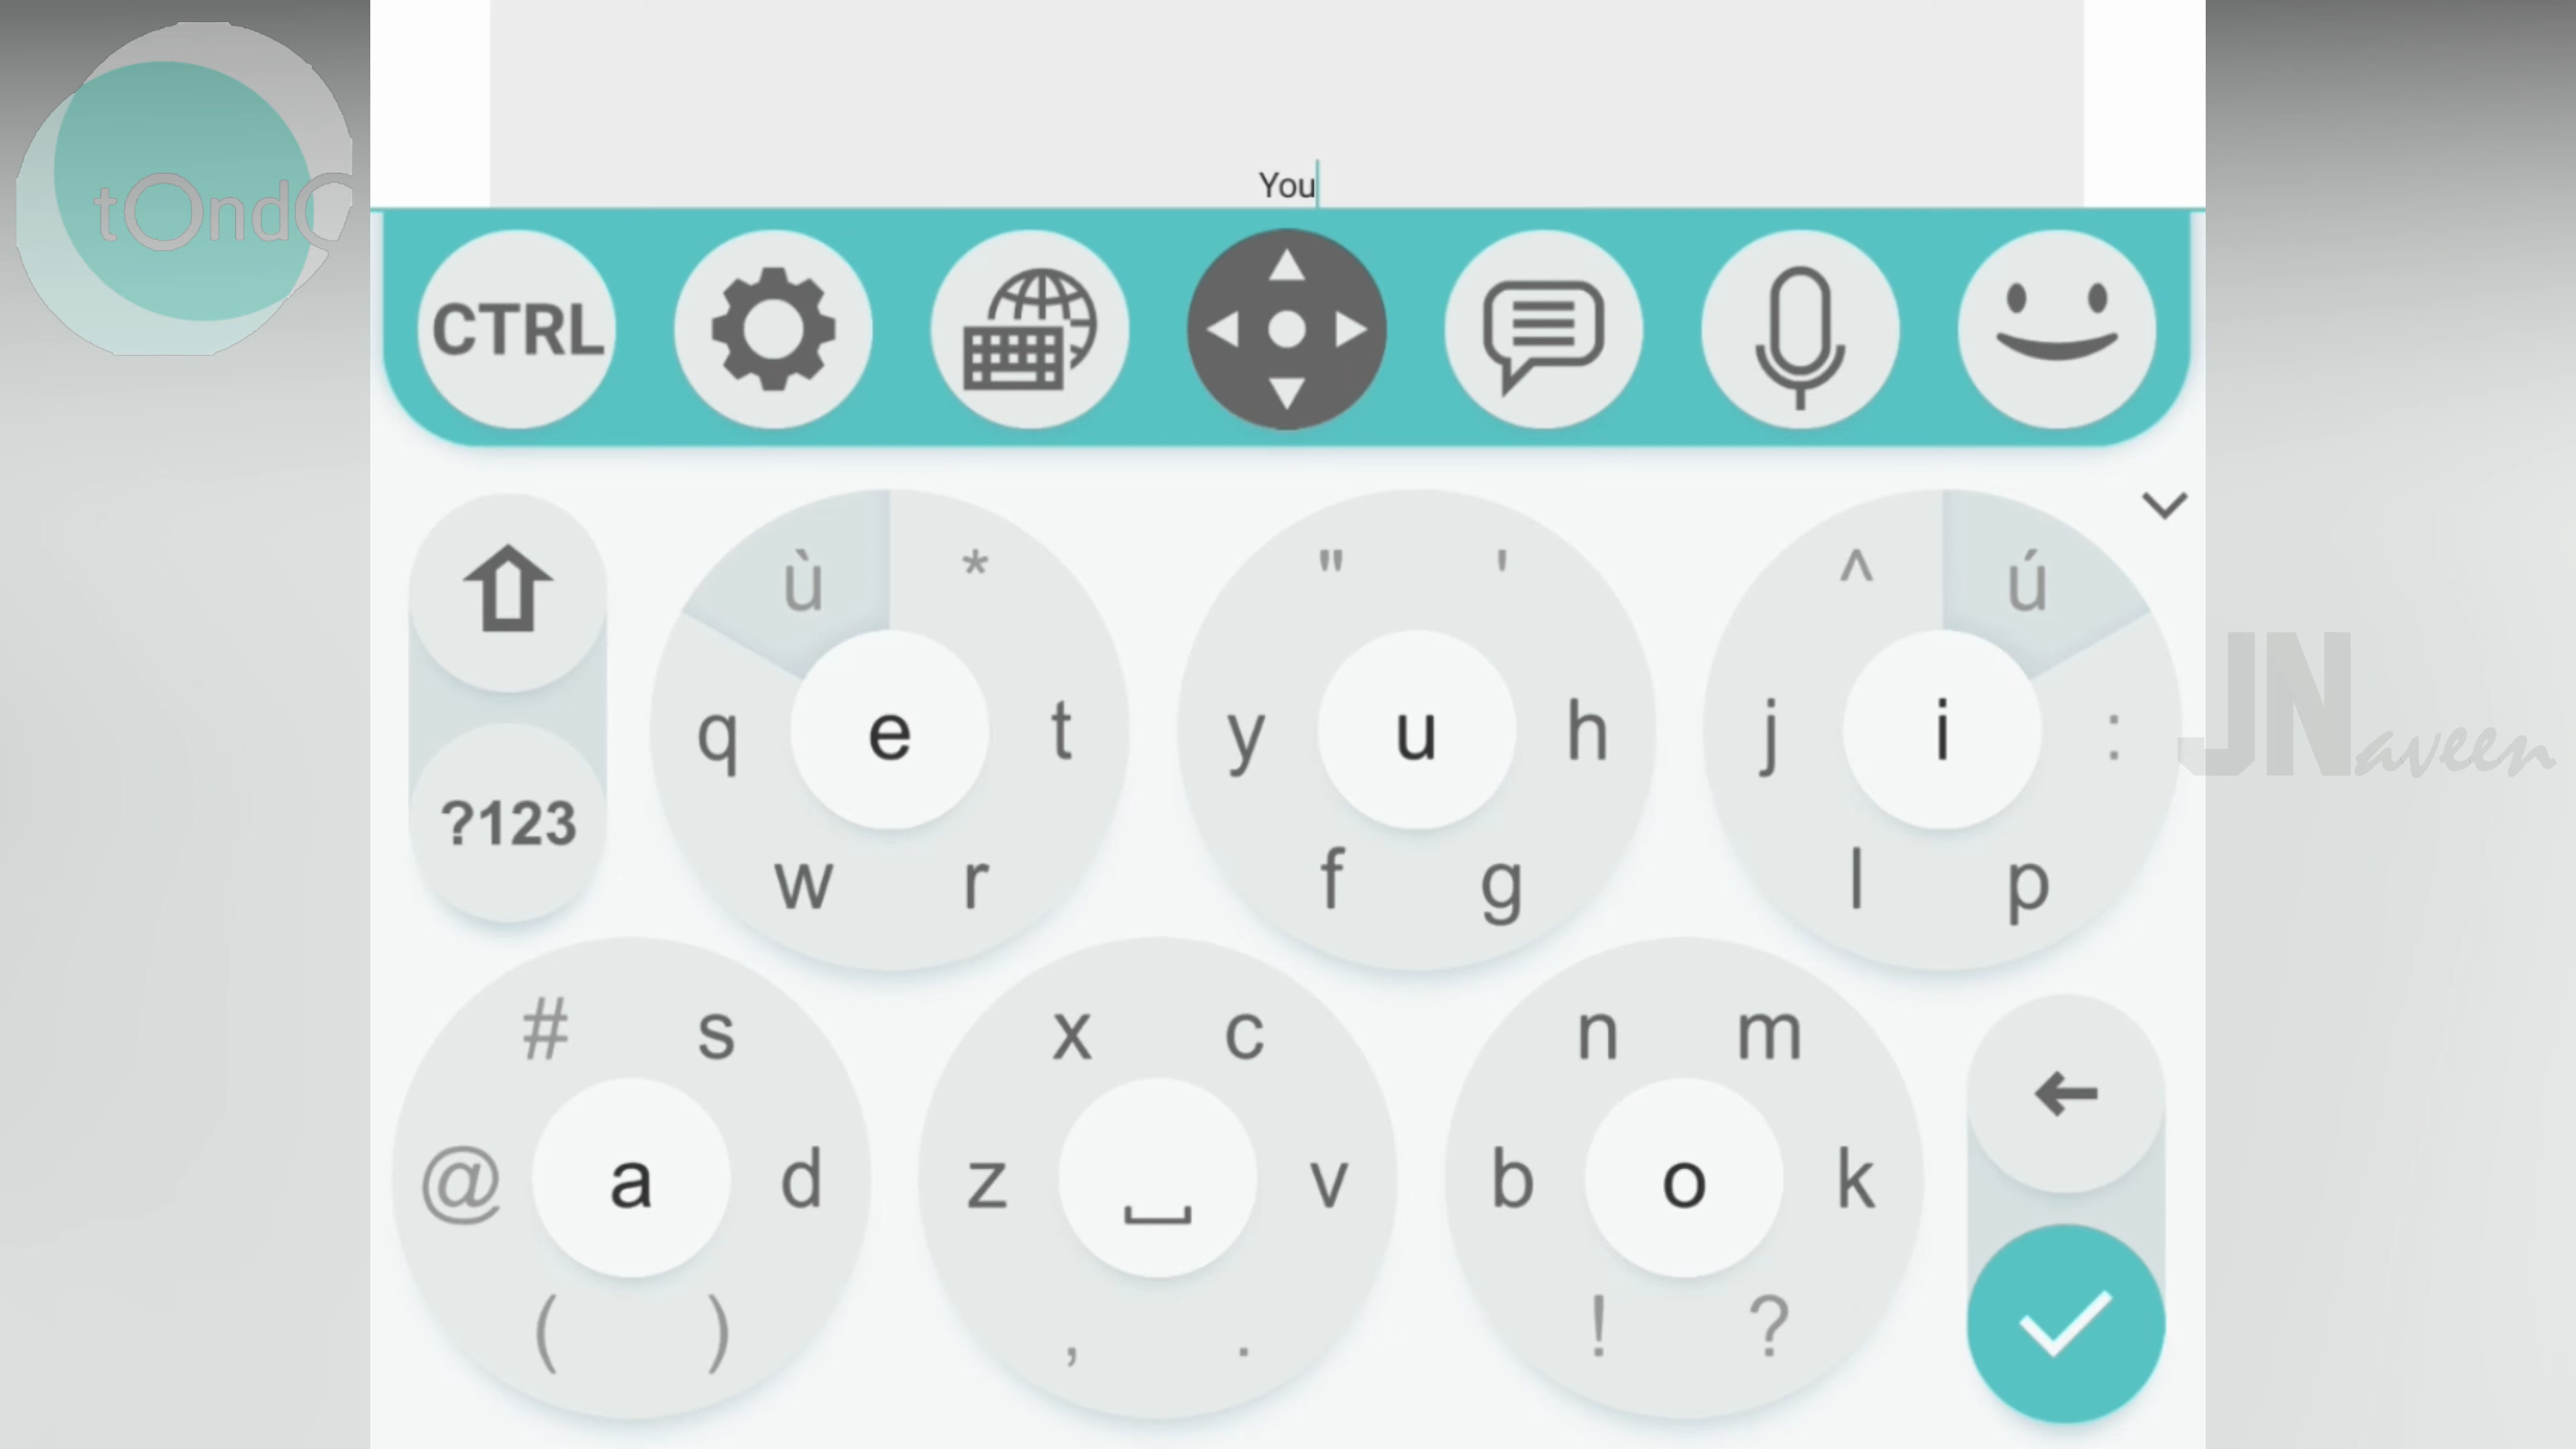 tOndO
You
CTRL
ù * " ' ^ ú
q e t y u h j i :
?123
w r f g l p
JNaveen
# s x c n m
@ a d z v b o k
( ) , . ! ?